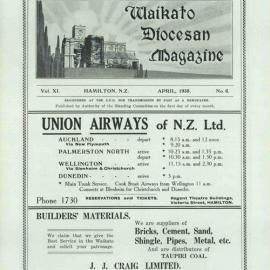 Waikato
Diocesan
Magazine
Vol. XI. HAMILTON, N.Z. APRIL, 1938. No. 6.
REGISTERED AT THE G.P.O. FOR TRANSMISSION BY POST AS A NEWSPAPER.
Published by Authority of the Standing Committee on the first day of every month.
UNION AIRWAYS of N.Z. Ltd.
AUCKLAND depart * 8.15 a.m. and 12 noon
Via New Plymouth * 9.20 a.m.
PALMERSTON NORTH arrive * 10.25 a.m. and 1.35 p.m.
depart * 10.30 a.m. and 1.50 p.m.
WELLINGTON arrive * 11.15 a.m. and 2.30 p.m.
Via Blenheim & Christchurch
DUNEDIN arrive * 3 p.m.
* Main Trunk Service. Cook Strait Airways from Wellington 11 a.m.
Connects at Blenheim for Christchurch and Dunedin.
Phone 1730 RESERVATIONS AND TICKETS. Regent Theatre Buildings,
Victoria Street, HAMILTON.
BUILDERS' MATERIALS.
We claim that we give the
Best Service in the Waikato
and solicit your patronage.
We are suppliers of
Bricks, Cement, Sand,
Shingle, Pipes, Metal, etc.
And are distributors of
TAUPIRI COAL.
J. J. CRAIG LIMITED.